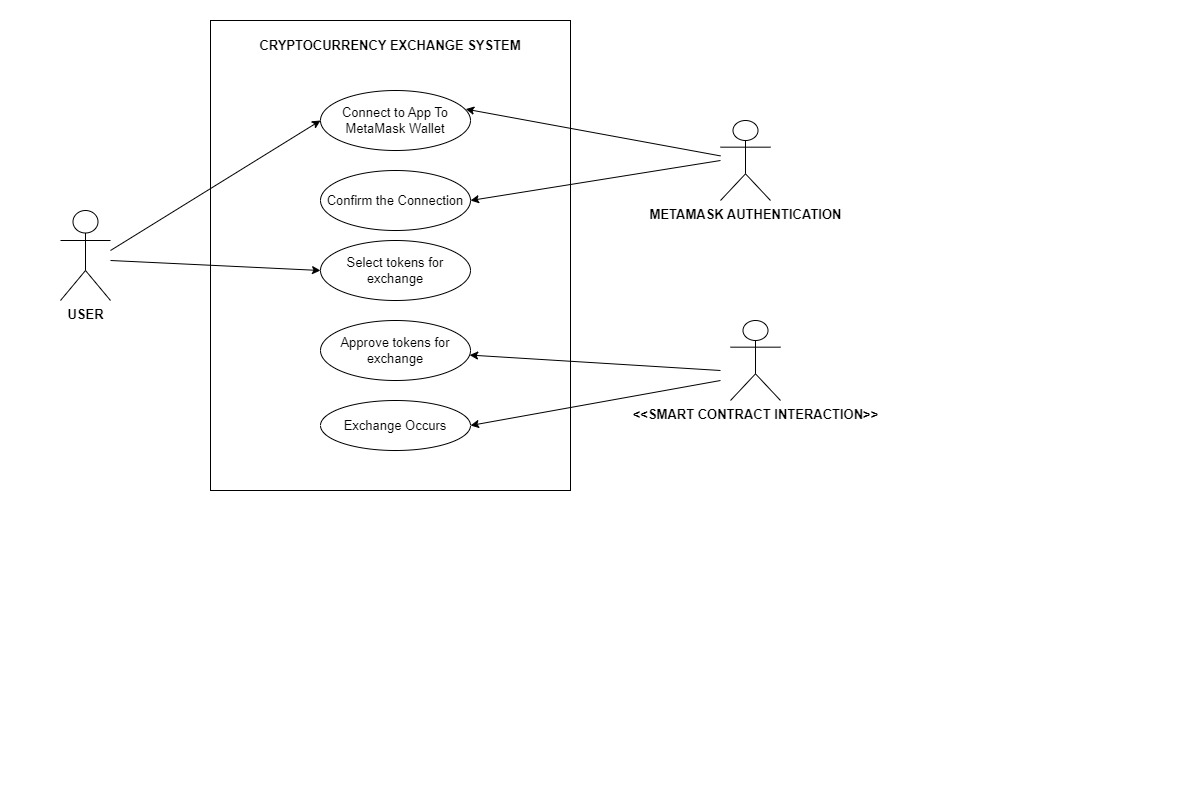 CRYPTOCURRENCY EXCHANGE SYSTEM
Connect to App To
MetaMask Wallet
METAMASK AUTHENTICATION
Confirm the Connection
Select tokens for
exchange
USER
Approve tokens for
exchange
<<SMART CONTRACT INTERACTION>>
Exchange Occurs